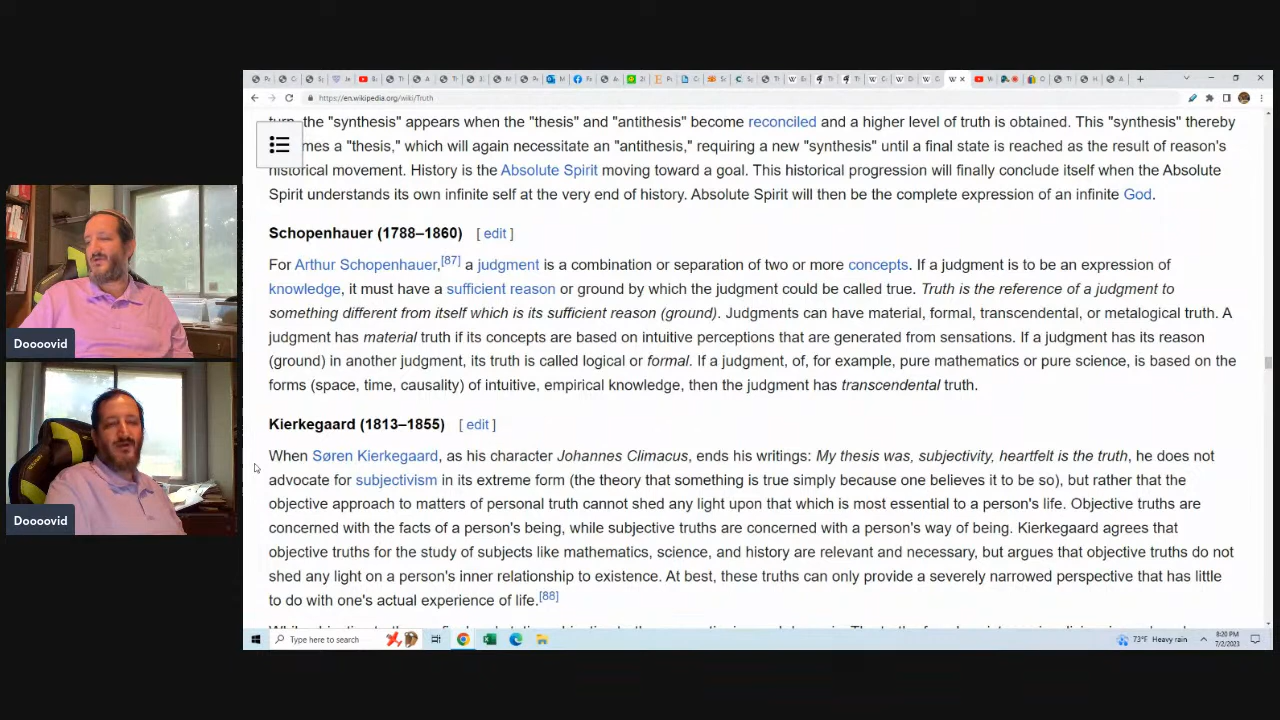 https://en.wikipedia.org/wiki/Truth
turn, the "synthesis" appears when the "thesis" and "antithesis" become reconciled and a higher level of truth is obtained. This "synthesis" thereby
mes a "thesis," which will again necessitate an "antithesis," requiring a new "synthesis" until a final state is reached as the result of reason's
historical movement. History is the Absolute Spirit moving toward a goal. This historical progression will finally conclude itself when the Absolute
Spirit understands its own infinite self at the very end of history. Absolute Spirit will then be the complete expression of an infinite God.
Schopenhauer (1788–1860) [ edit ]
For Arthur Schopenhauer,[87] a judgment is a combination or separation of two or more concepts. If a judgment is to be an expression of
knowledge, it must have a sufficient reason or ground by which the judgment could be called true. Truth is the reference of a judgment to
something different from itself which is its sufficient reason (ground). Judgments can have material, formal, transcendental, or metalogical truth. A
judgment has material truth if its concepts are based on intuitive perceptions that are generated from sensations. If a judgment has its reason
(ground) in another judgment, its truth is called logical or formal. If a judgment, of, for example, pure mathematics or pure science, is based on the
forms (space, time, causality) of intuitive, empirical knowledge, then the judgment has transcendental truth.
Doooovid
Kierkegaard (1813–1855) [ edit ]
When Søren Kierkegaard, as his character Johannes Climacus, ends his writings: My thesis was, subjectivity, heartfelt is the truth, he does not
advocate for subjectivism in its extreme form (the theory that something is true simply because one believes it to be so), but rather that the
objective approach to matters of personal truth cannot shed any light upon that which is most essential to a person's life. Objective truths are
Doooovid
concerned with the facts of a person's being, while subjective truths are concerned with a person's way of being. Kierkegaard agrees that
objective truths for the study of subjects like mathematics, science, and history are relevant and necessary, but argues that objective truths do not
shed any light on a person's inner relationship to existence. At best, these truths can only provide a severely narrowed perspective that has little
to do with one's actual experience of life.[88]
Type here to search
73°F Heavy rain
8:20 PM
7/2/2023